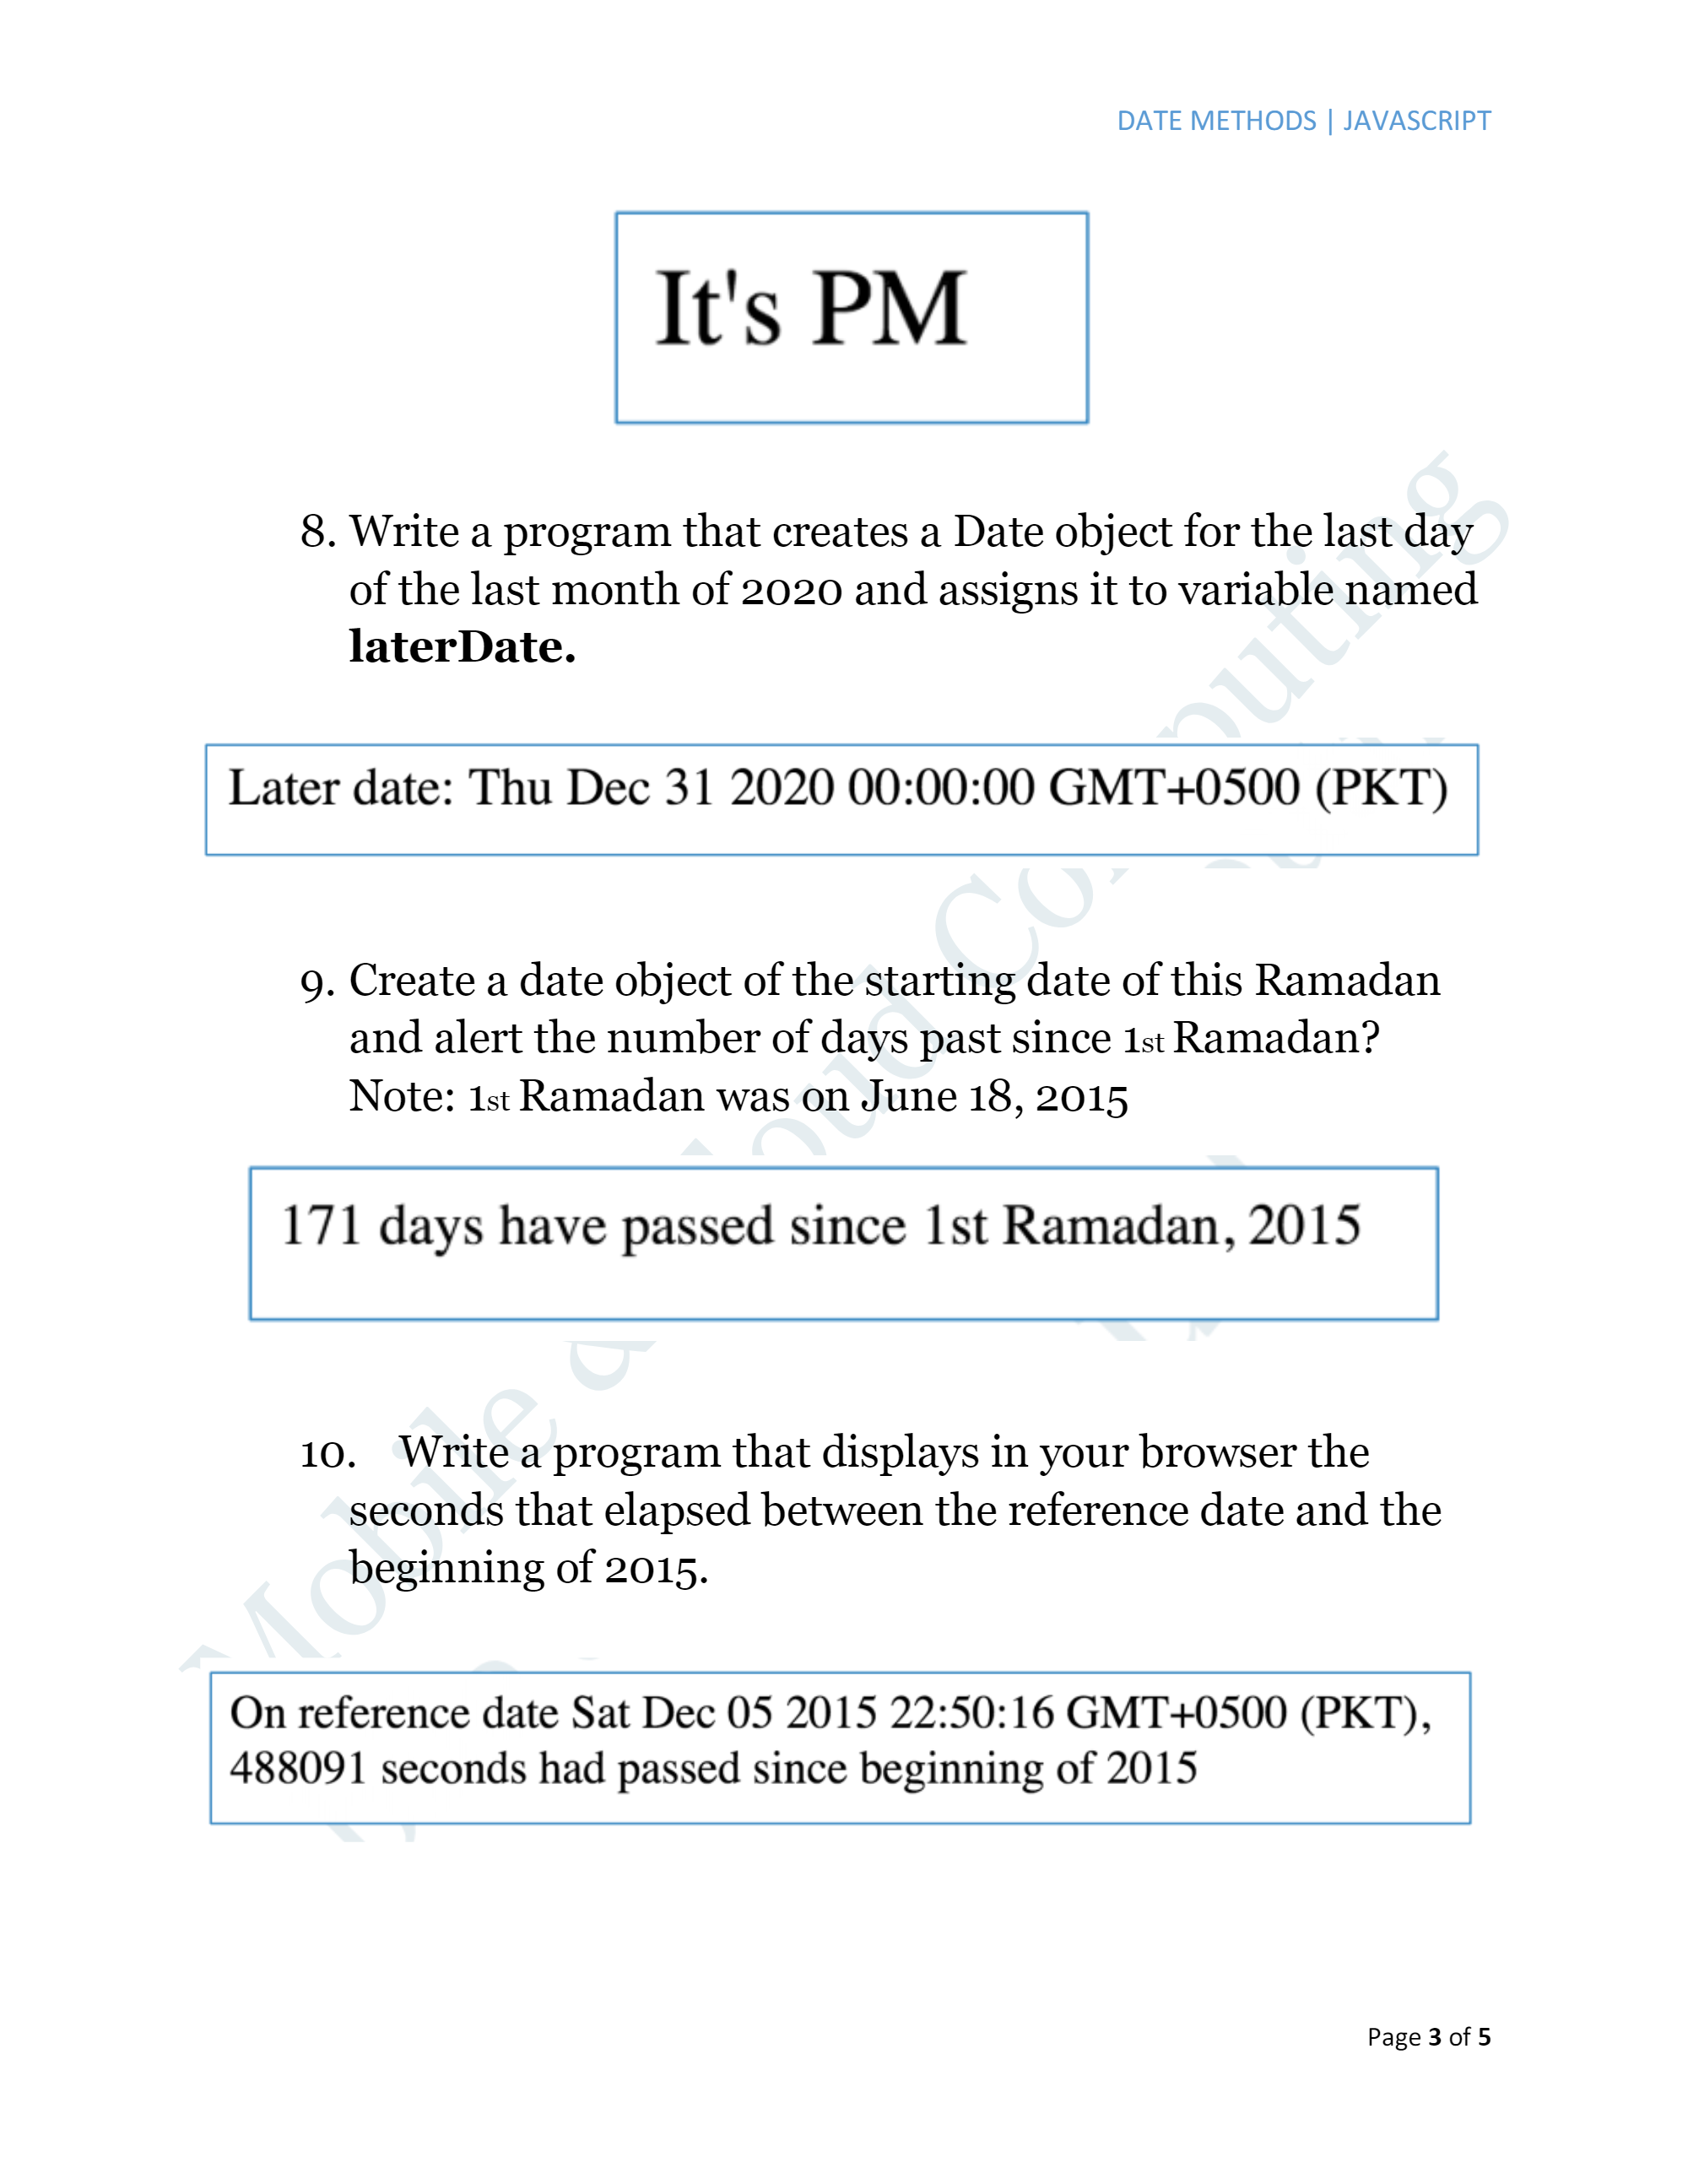 DATE METHODS | JAVASCRIPT
It's PM
8. Write a program that creates a Date object for the last day
of the last month of 2020 and assigns it to variable named
laterDate.
Later date: Thu Dec 31 2020 00:00:00 GMT+0500 (PKT)
9. Create a date object of the starting date of this Ramadan
and alert the number of days past since 1st Ramadan?
Note: 1st Ramadan was on June 18, 2015
171 days have passed since 1st Ramadan, 2015
10. Write a program that displays in your browser the
seconds that elapsed between the reference date and the
beginning of 2015.
On reference date Sat Dec 05 2015 22:50:16 GMT+0500 (PKT),
488091 seconds had passed since beginning of 2015
Page 3 of 5